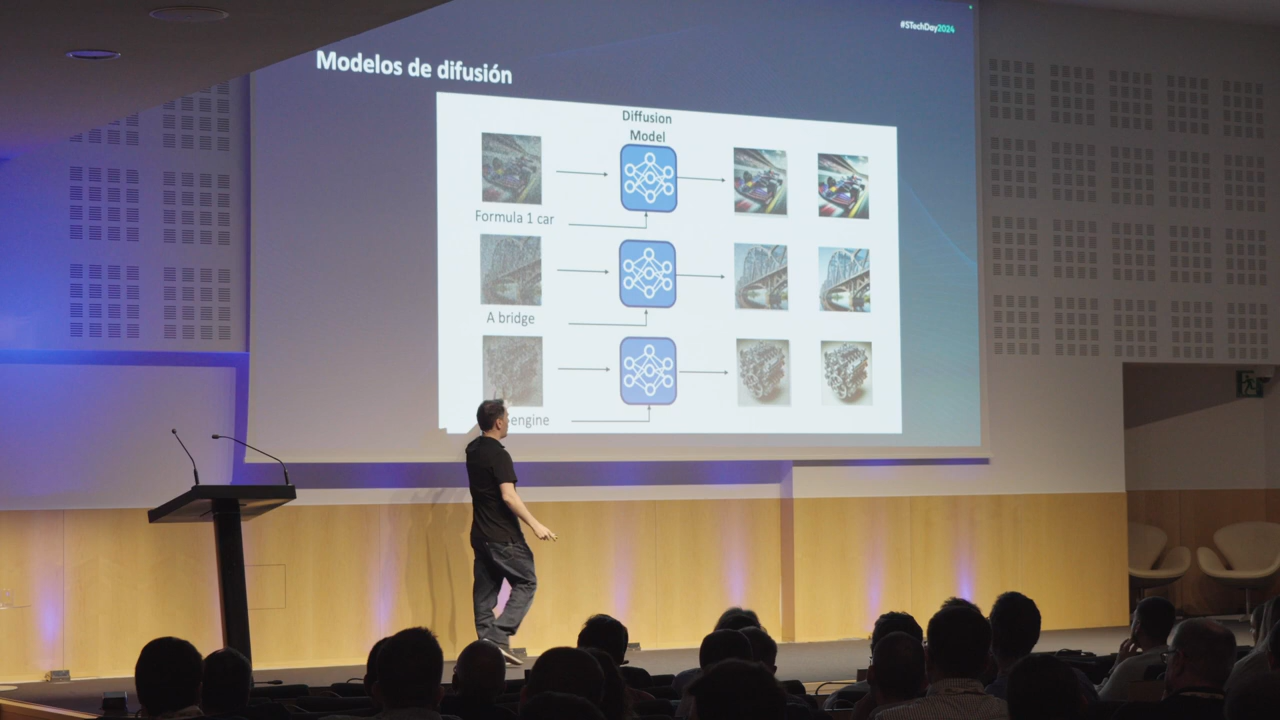 #STechDay2024
Modelos de difusión
Diffusion
Model
Formula 1 car
A bridge
engine